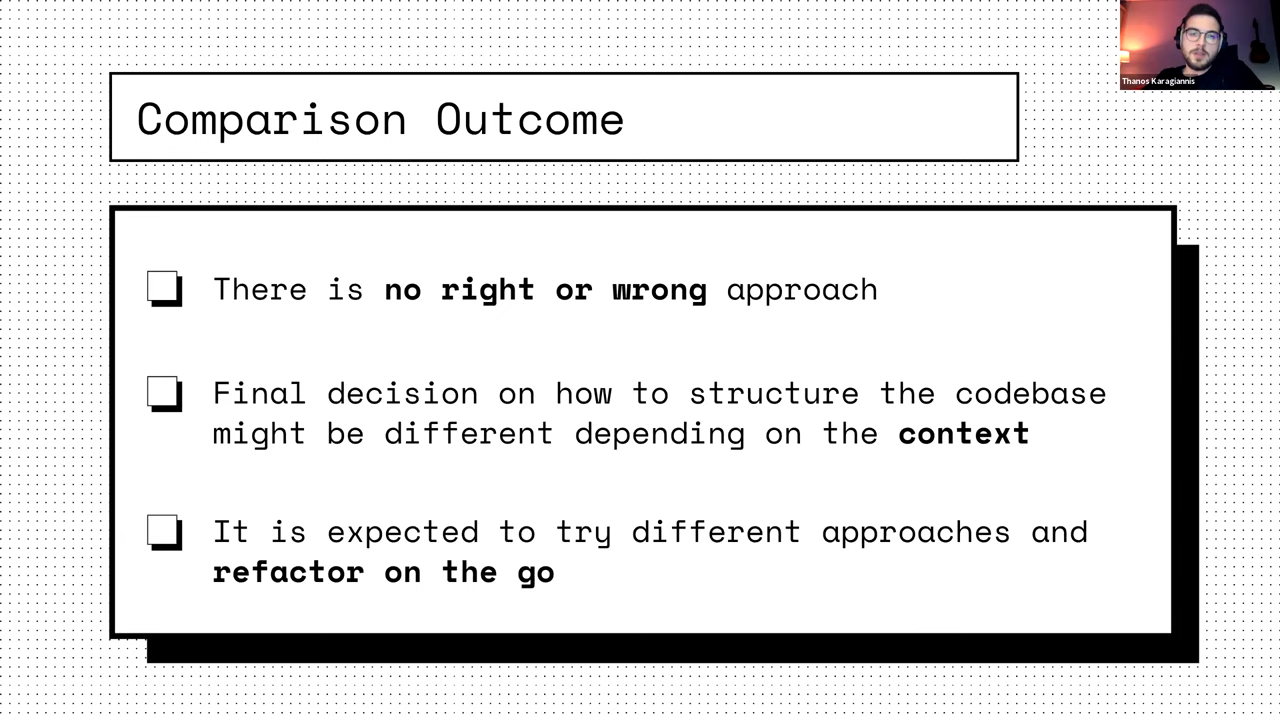 Thanos Karagiannis
Comparison Outcome
There is no right or wrong approach
Final decision on how to structure the codebase
might be different depending on the context
It is expected to try different approaches and
refactor on the go